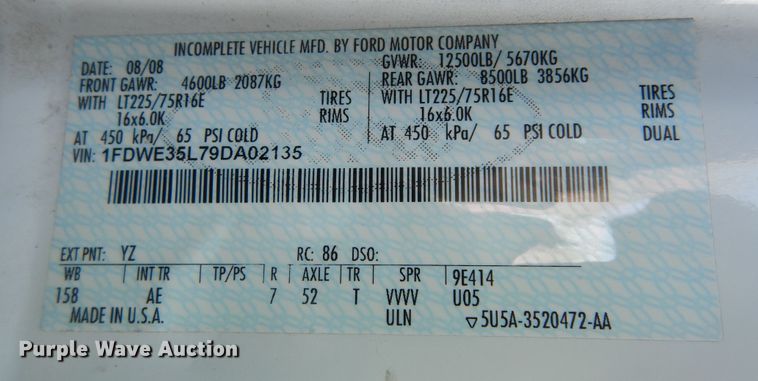 INCOMPLETE VEHICLE MFD. BY FORD MOTOR COMPANY
DATE: 08/08 GVWR: 12500LB/ 5670KG
FRONT GAWR: 4600LB 2087KG REAR GAWR: 8500LB 3856KG
WITH LT225/75R16E TIRES WITH LT225/75R16E TIRES
16x6.0K RIMS 16x6.0K RIMS
AT 450 kPa/ 65 PSI COLD AT 450 kPa/ 65 PSI COLD DUAL
VIN: 1FDWE35L79DA02135
EXT PNT: YZ RC: 86 DSO:
WB INT TR TP/PS R AXLE TR SPR 9E414
158 AE 7 52 T VVVV U05
MADE IN U.S.A. ULN ▽5U5A-3520472-AA
Purple Wave Auction